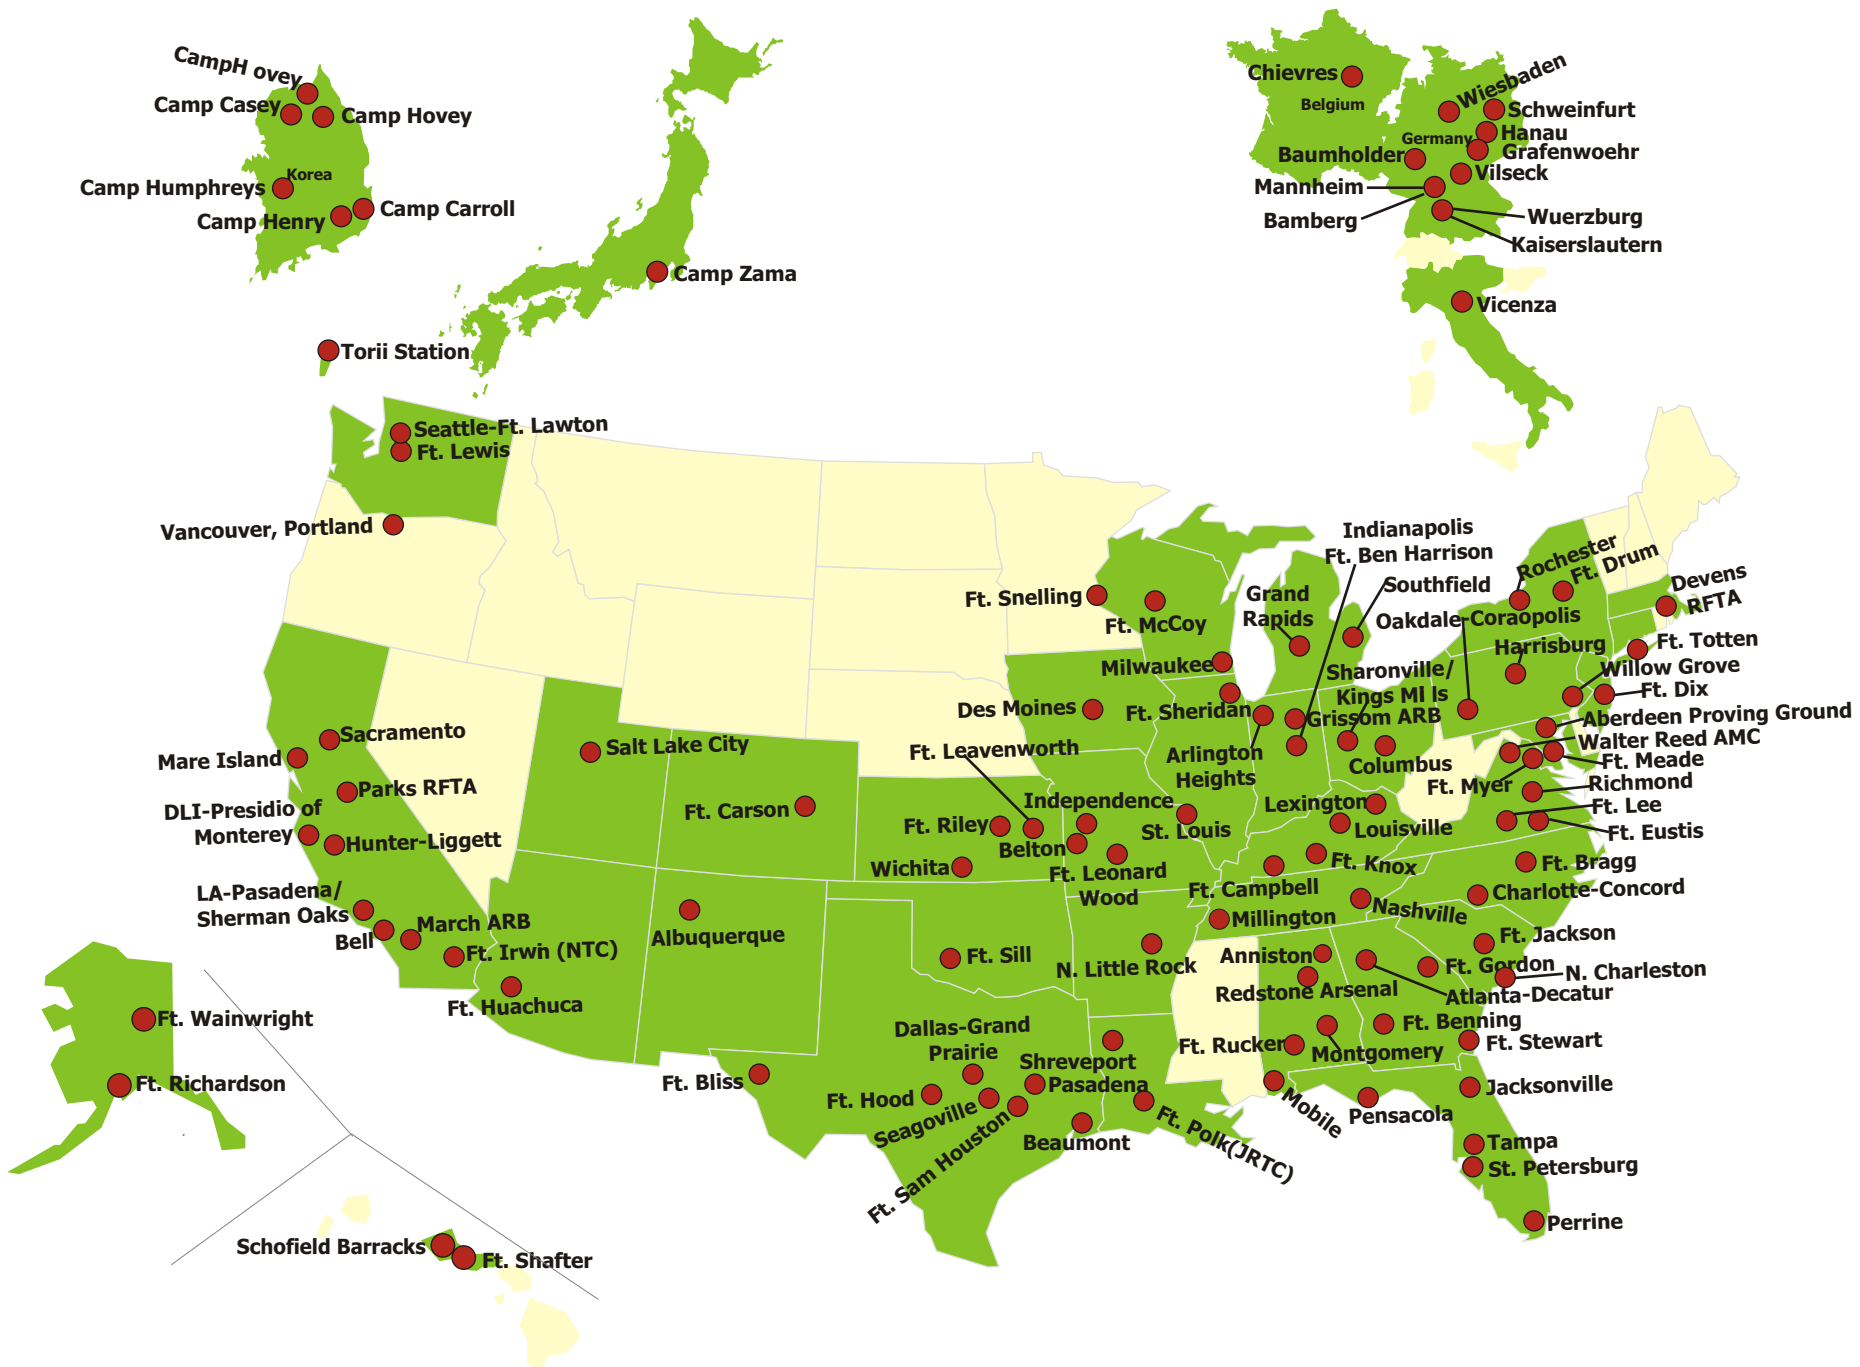 CampH ovey
Camp Casey
Camp Hovey
Korea
Camp Humphreys
Camp Henry
Camp Carroll
Camp Zama
Torii Station
Chievres
Belgium
Wiesbaden
Schweinfurt
Hanau
Germany
Grafenwoehr
Baumholder
Vilseck
Mannheim
Bamberg
Wuerzburg
Kaiserslautern
Vicenza
Seattle-Ft. Lawton
Ft. Lewis
Vancouver, Portland
Indianapolis
Ft. Ben Harrison
Southfield
Rochester
Ft. Drum
Devens
RFTA
Ft. Snelling
Ft. McCoy
Grand
Rapids
Oakdale-Coraopolis
Harrisburg
Ft. Totten
Willow Grove
Ft. Dix
Milwaukee
Sharonville/
Kings Ml ls
Des Moines
Ft. Sheridan
Grissom ARB
Aberdeen Proving Ground
Walter Reed AMC
Ft. Meade
Sacramento
Mare Island
Salt Lake City
Ft. Leavenworth
Arlington
Heights
Columbus
Ft. Myer
Richmond
Parks RFTA
DLI-Presidio of
Monterey
Hunter-Liggett
Ft. Carson
Ft. Riley
Independence
Belton
St. Louis
Lexington
Louisville
Ft. Lee
Ft. Eustis
Wichita
Ft. Leonard
Wood
Ft. Campbell
Ft. Knox
Ft. Bragg
LA-Pasadena/
Sherman Oaks
Bell
March ARB
Ft. Irwin (NTC)
Ft. Huachuca
Albuquerque
Ft. Sill
N. Little Rock
Millington
Nashville
Charlotte-Concord
Anniston
Redstone Arsenal
Ft. Jackson
Ft. Gordon
N. Charleston
Atlanta-Decatur
Ft. Wainwright
Ft. Richardson
Dallas-Grand
Prairie
Shreveport
Pasadena
Ft. Rucker
Montgomery
Ft. Benning
Ft. Stewart
Ft. Bliss
Ft. Hood
Seagoville
Ft. Sam Houston
Beaumont
Ft. Polk(JRTC)
Mobile
Pensacola
Jacksonville
Tampa
St. Petersburg
Perrine
Schofield Barracks
Ft. Shafter